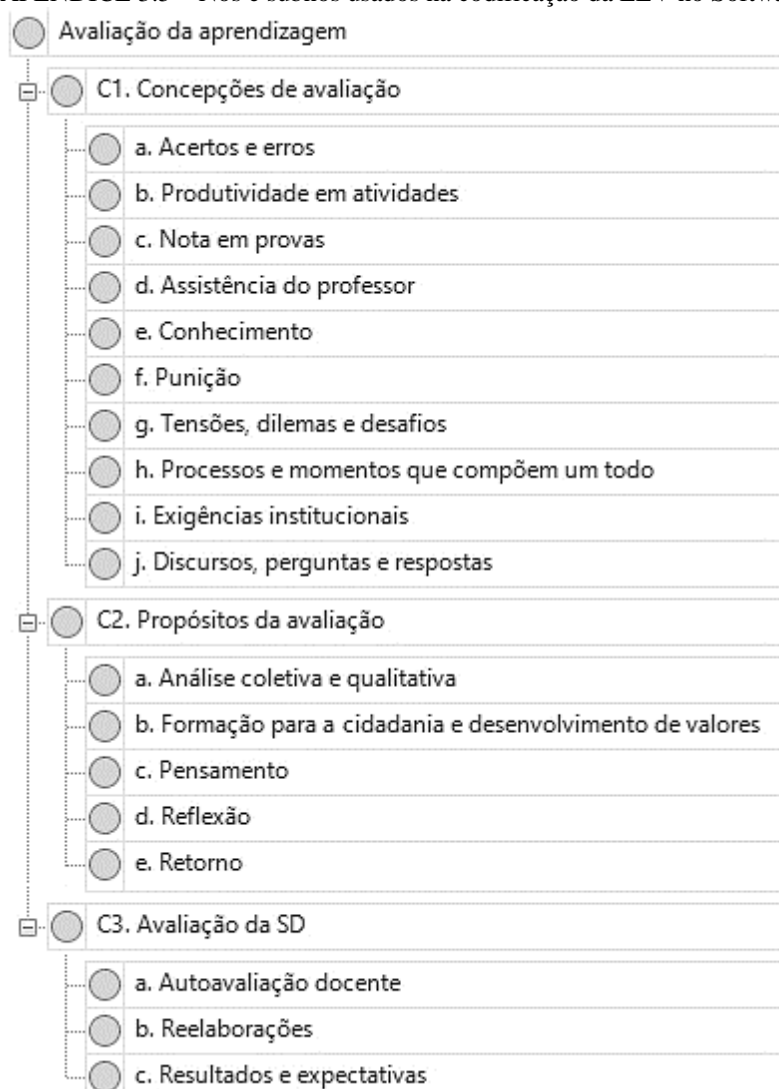 Avaliação da aprendizagem
C1. Concepções de avaliação
a. Acertos e erros
b. Produtividade em atividades
c. Nota em provas
d. Assistência do professor
e. Conhecimento
f. Punição
g. Tensões, dilemas e desafios
h. Processos e momentos que compõem um todo
i. Exigências institucionais
j. Discursos, perguntas e respostas
C2. Propósitos da avaliação
a. Análise coletiva e qualitativa
b. Formação para a cidadania e desenvolvimento de valores
c. Pensamento
d. Reflexão
e. Retorno
C3. Avaliação da SD
a. Autoavaliação docente
b. Reelaborações
c. Resultados e expectativas